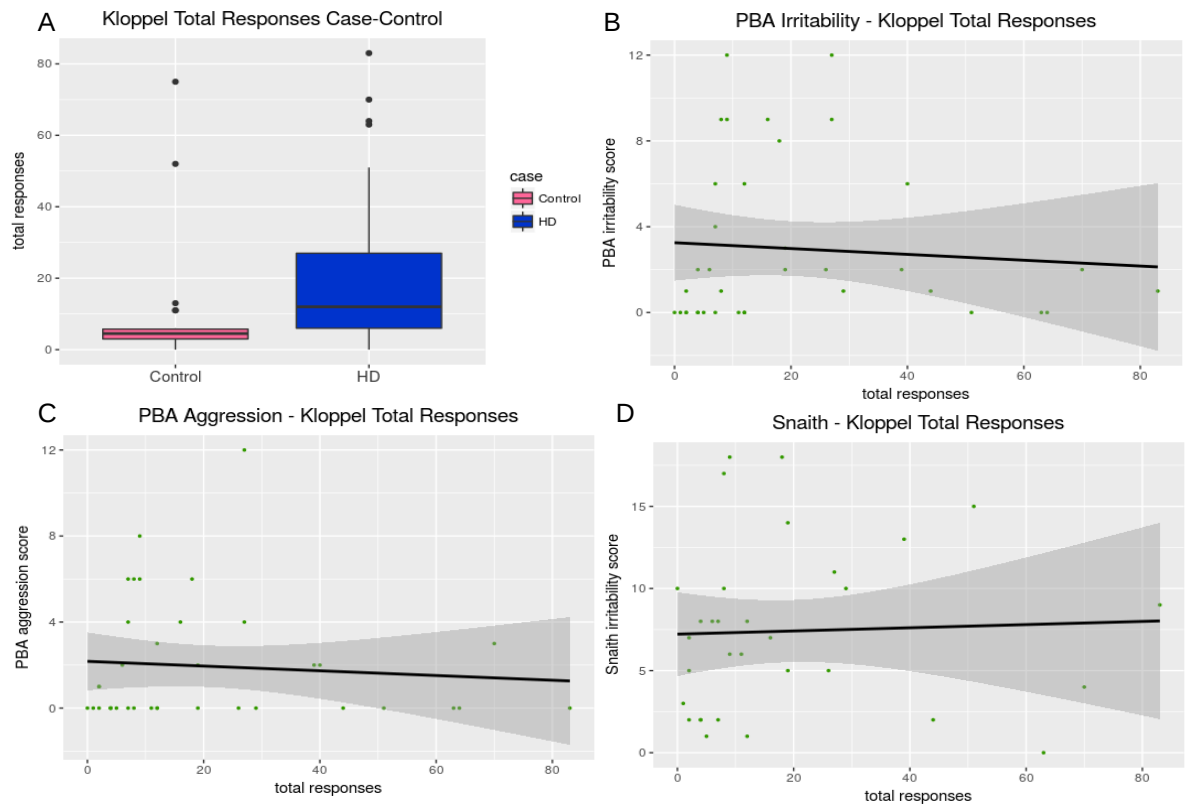 A
Kloppel Total Responses Case-Control
total responses
80
60
40
20
0
Control
HD
case
Control
HD
B
PBA Irritability - Kloppel Total Responses
PBA irritability score
12
8
4
0
0 20 40 60 80
total responses
C
PBA Aggression - Kloppel Total Responses
PBA aggression score
12
8
4
0
0 20 40 60 80
total responses
D
Snaith - Kloppel Total Responses
Snaith irritability score
15
10
5
0
0 20 40 60 80
total responses